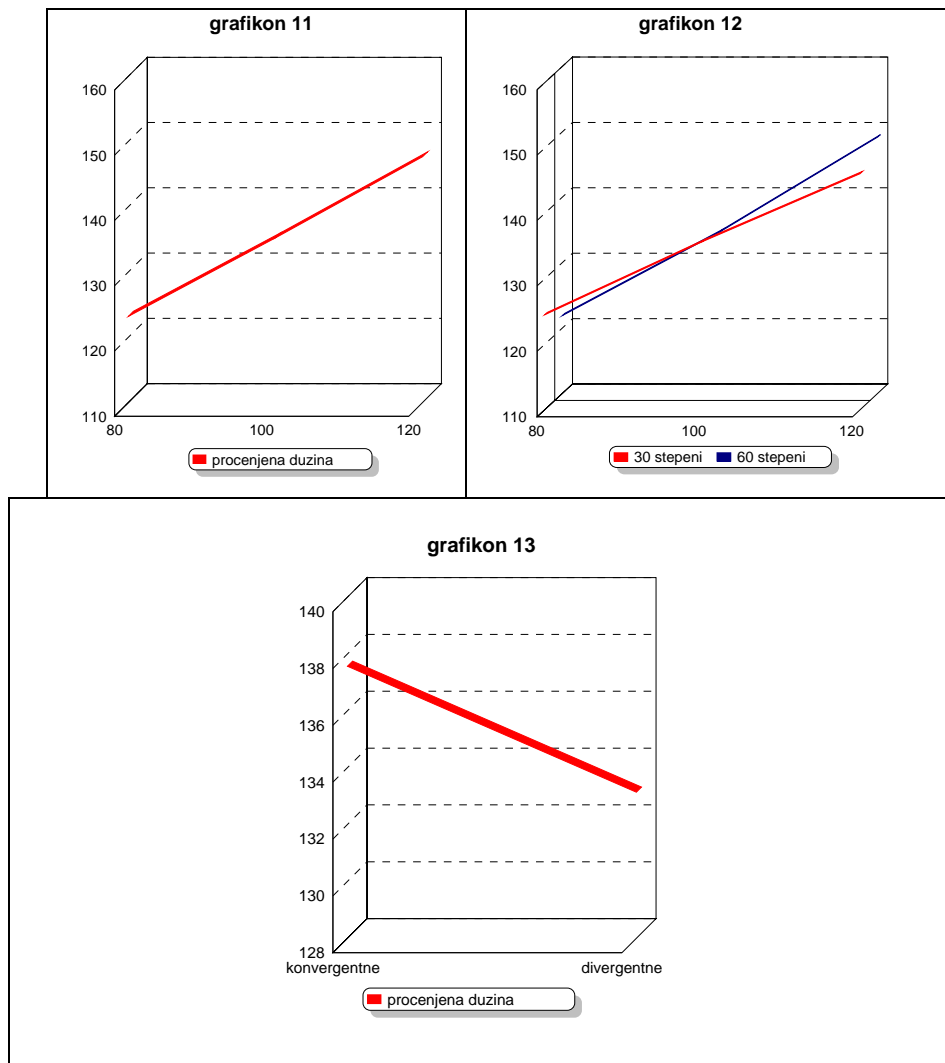 grafikon 11
160
150
140
130
120
110
80 100 120
procenjena duzina
grafikon 12
160
150
140
130
120
110
80 100 120
30 stepeni 60 stepeni
grafikon 13
140
138
136
134
132
130
128
konvergentne divergentne
procenjena duzina